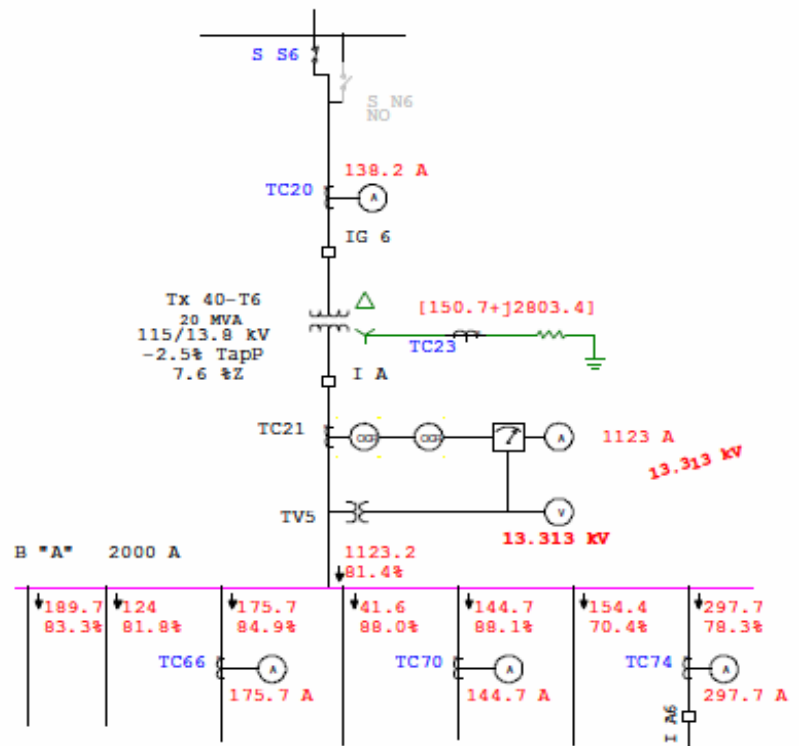 S S6
S N6
NO
138.2 A
TC20
A
IG 6
Tx 40-T6
20 MVA
115/13.8 kV
-2.5% TapP
7.6 %Z
[150.7+j2803.4]
TC23
I A
TC21
A
1123 A
13.313 kV
TV5
V
13.313 kV
B "A" 2000 A
1123.2
81.4%
189.7
83.3%
124
81.8%
175.7
84.9%
41.6
88.0%
144.7
88.1%
154.4
70.4%
297.7
78.3%
TC66
A
175.7 A
TC70
A
144.7 A
TC74
A
297.7 A
I A6